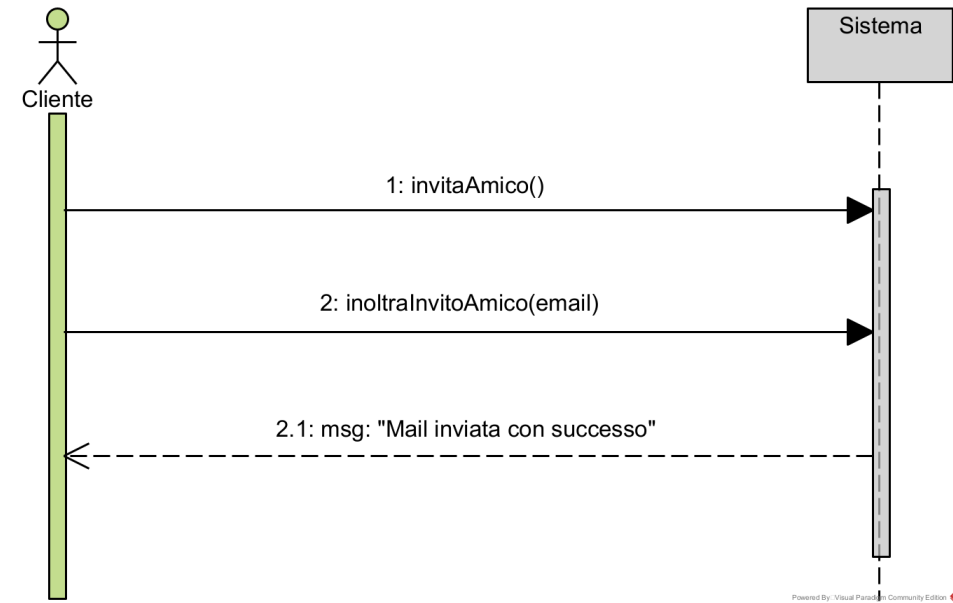 Cliente
Sistema
1: invitaAmico()
2: inoltraInvitoAmico(email)
2.1: msg: "Mail inviata con successo"
Powered By: Visual Paradigm Community Edition